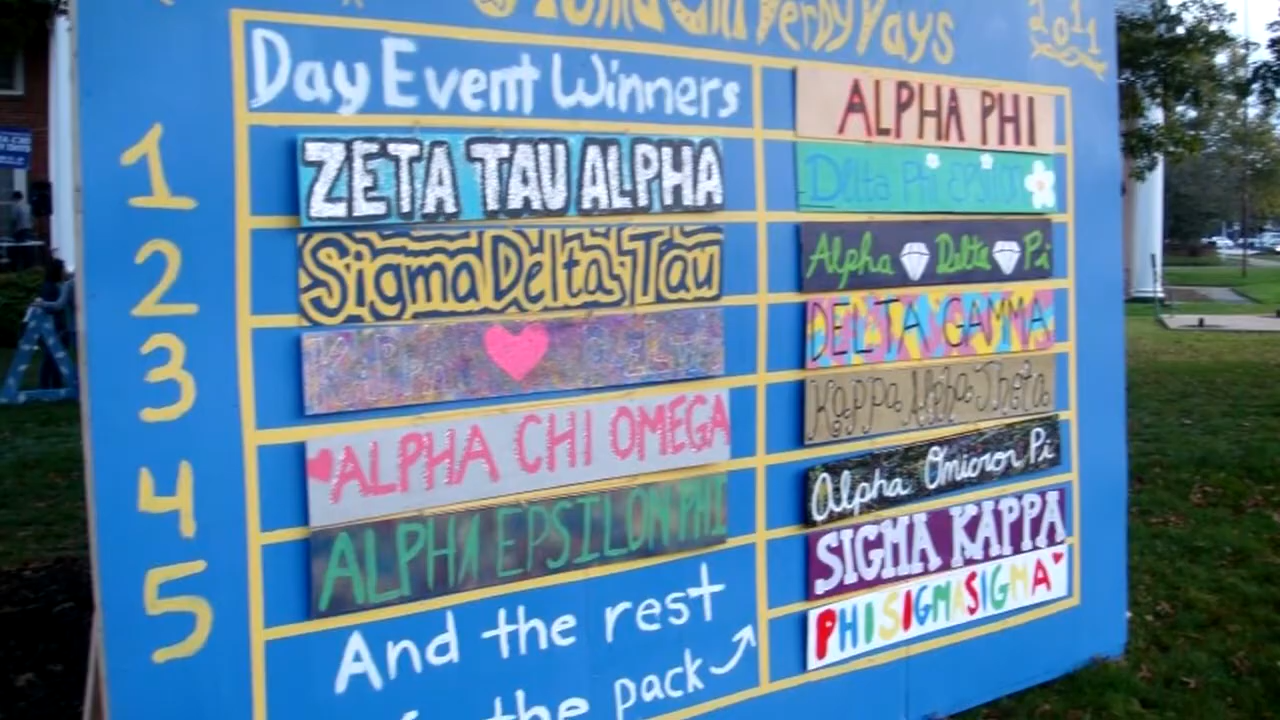 Derby Days
2011
Day Event Winners
1 ZETA TAU ALPHA
2 Sigma Delta Tau
3
4 ALPHA CHI OMEGA
5 ALPHA EPSILON PHI
And the rest
the pack
ALPHA PHI
Delta Phi EPSILON
Alpha Delta Pi
DELTA GAMMA
Kappa Alpha Theta
Alpha Omicron Pi
SIGMA KAPPA
PHI SIGMA SIGMA